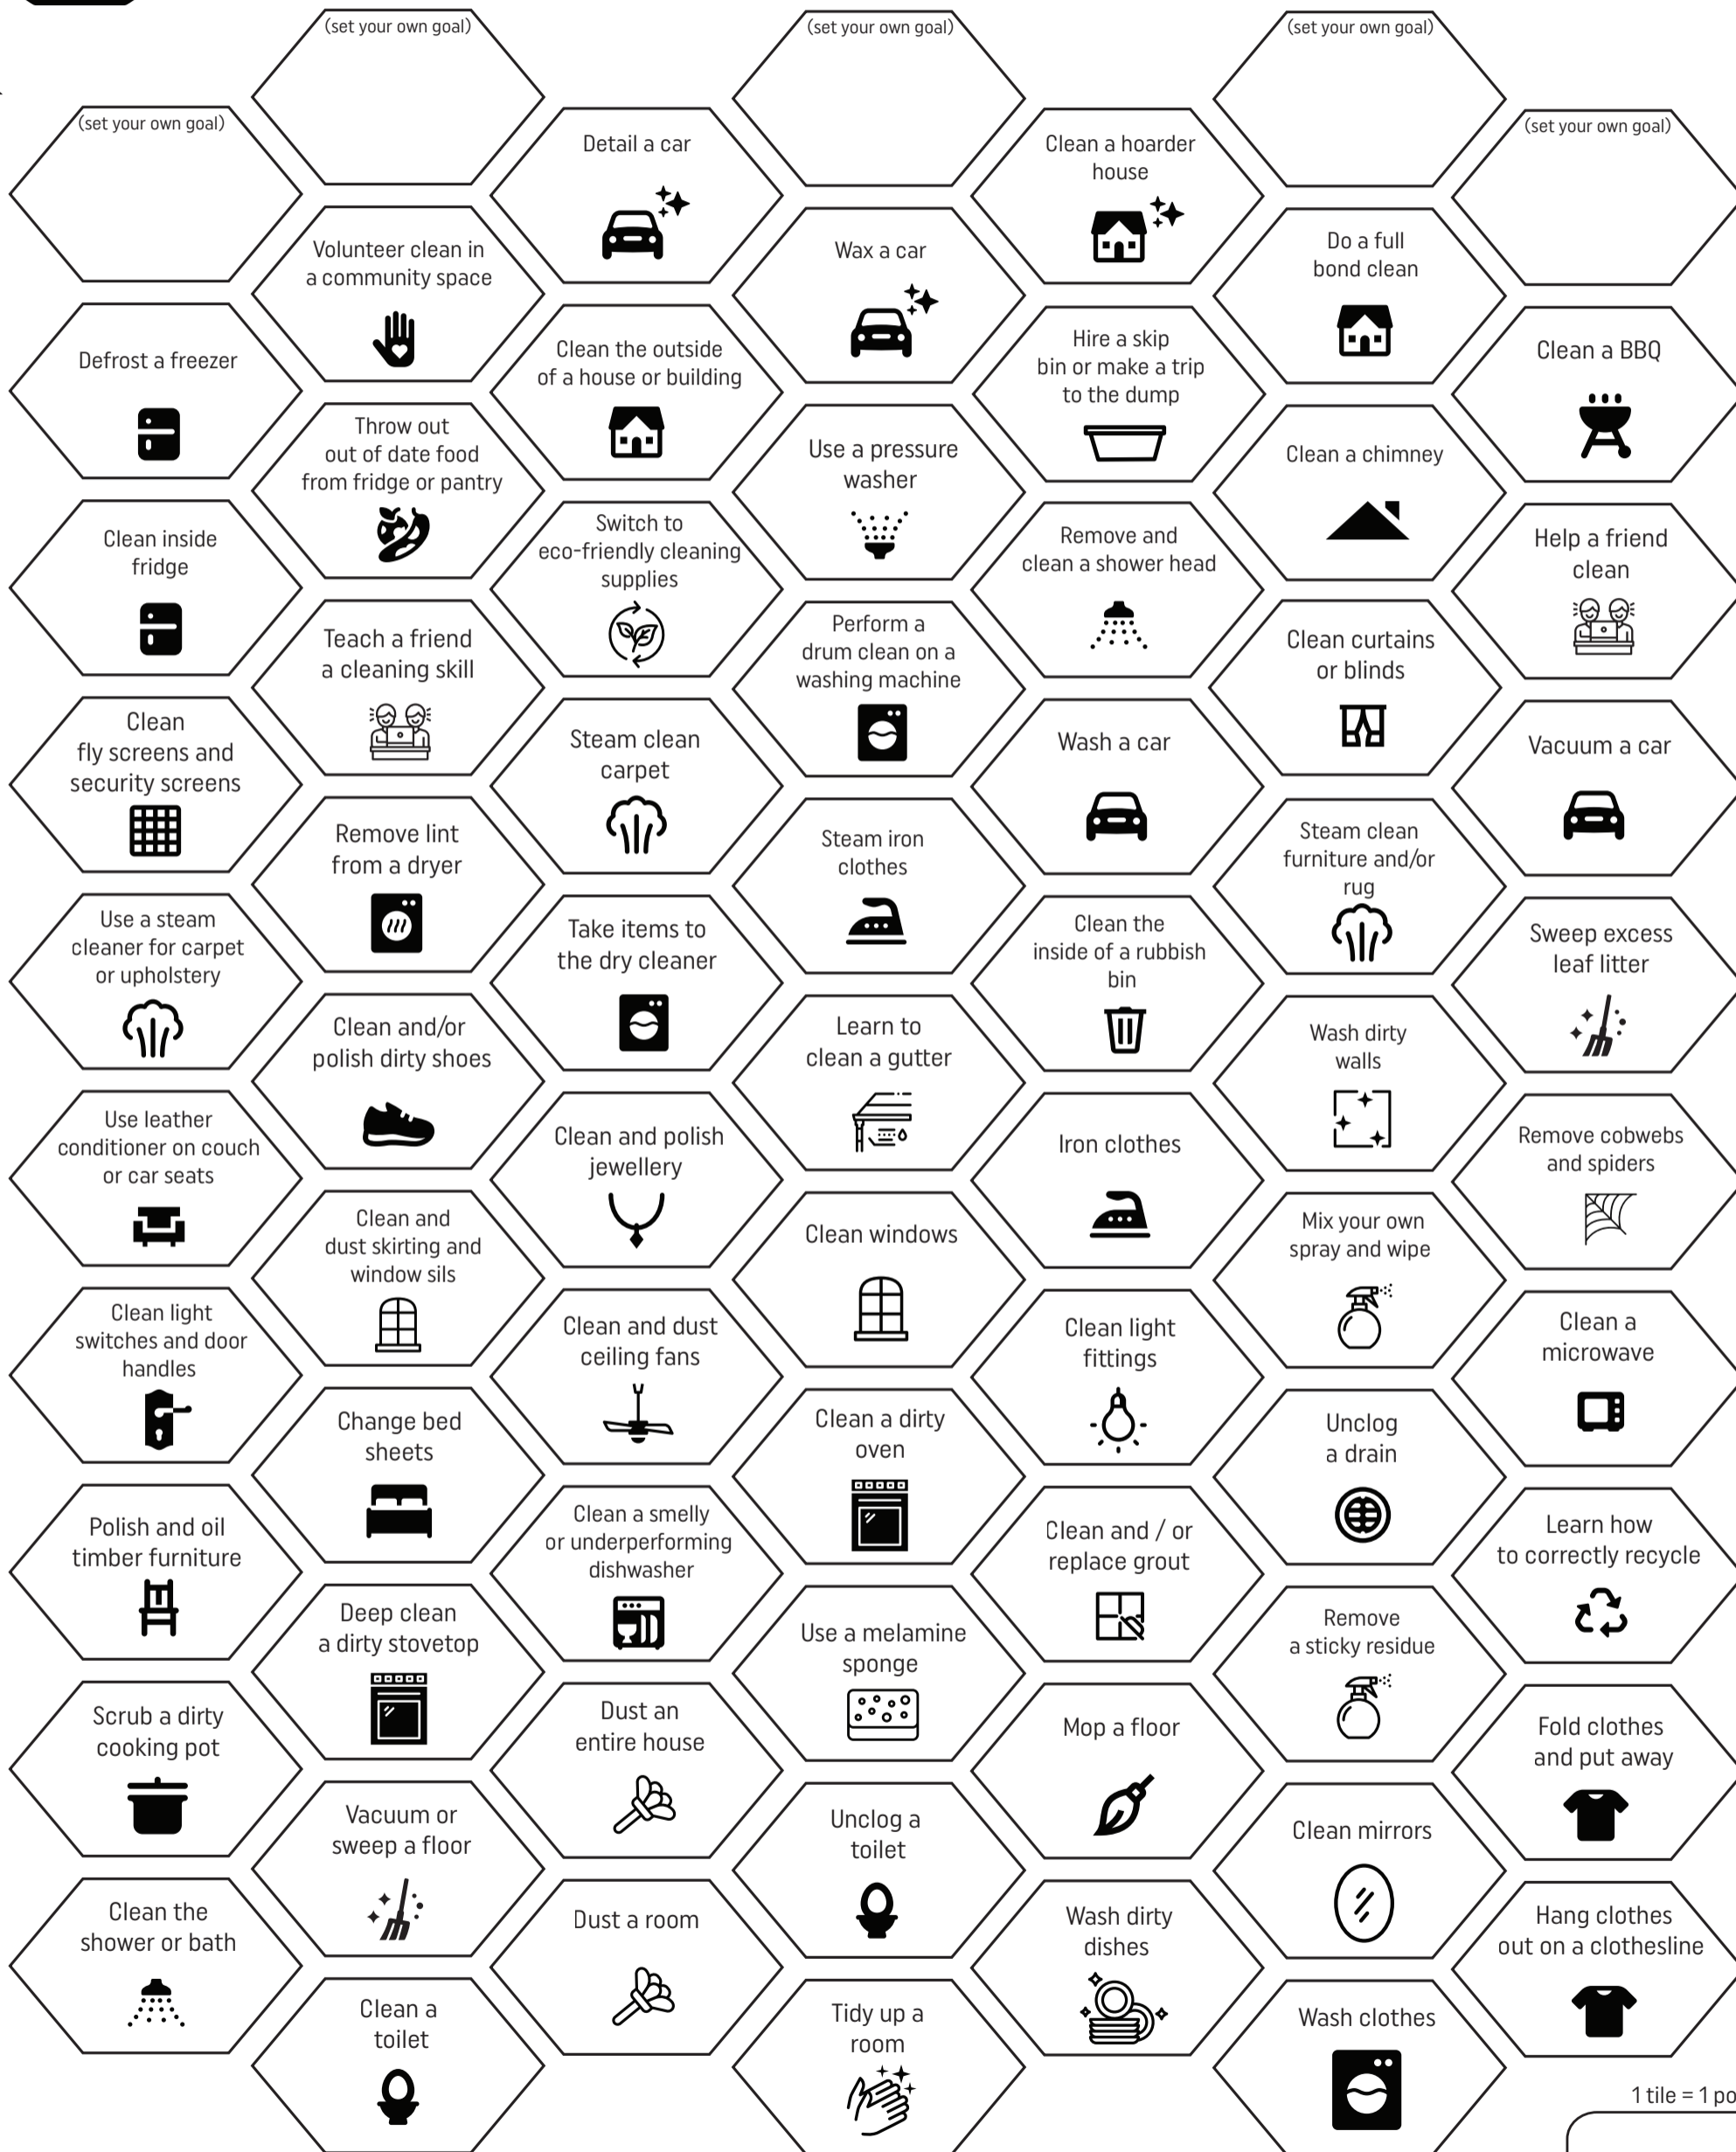 (set your own goal)
(set your own goal)
(set your own goal)
(set your own goal)
Detail a car
Clean a hoarder
house
(set your own goal)
Volunteer clean in
a community space
Wax a car
Do a full
bond clean
Defrost a freezer
Clean the outside
of a house or building
Hire a skip
bin or make a trip
to the dump
Clean a BBQ
Throw out
out of date food
from fridge or pantry
Use a pressure
washer
Clean a chimney
Clean inside
fridge
Switch to
eco-friendly cleaning
supplies
Remove and
clean a shower head
Help a friend
clean
Teach a friend
a cleaning skill
Perform a
drum clean on a
washing machine
Clean curtains
or blinds
Clean
fly screens and
security screens
Steam clean
carpet
Wash a car
Vacuum a car
Remove lint
from a dryer
Steam iron
clothes
Steam clean
furniture and/or
rug
Use a steam
cleaner for carpet
or upholstery
Take items to
the dry cleaner
Clean the
inside of a rubbish
bin
Sweep excess
leaf litter
Clean and/or
polish dirty shoes
Learn to
clean a gutter
Wash dirty
walls
Use leather
conditioner on couch
or car seats
Clean and polish
jewellery
Iron clothes
Remove cobwebs
and spiders
Clean and
dust skirting and
window sils
Clean windows
Mix your own
spray and wipe
Clean light
switches and door
handles
Clean and dust
ceiling fans
Clean light
fittings
Clean a
microwave
Change bed
sheets
Clean a dirty
oven
Unclog
a drain
Polish and oil
timber furniture
Clean a smelly
or underperforming
dishwasher
Clean and / or
replace grout
Learn how
to correctly recycle
Deep clean
a dirty stovetop
Use a melamine
sponge
Remove
a sticky residue
Scrub a dirty
cooking pot
Dust an
entire house
Mop a floor
Fold clothes
and put away
Vacuum or
sweep a floor
Unclog a
toilet
Clean mirrors
Clean the
shower or bath
Dust a room
Wash dirty
dishes
Hang clothes
out on a clothesline
Clean a
toilet
Tidy up a
room
Wash clothes
1 tile = 1 po